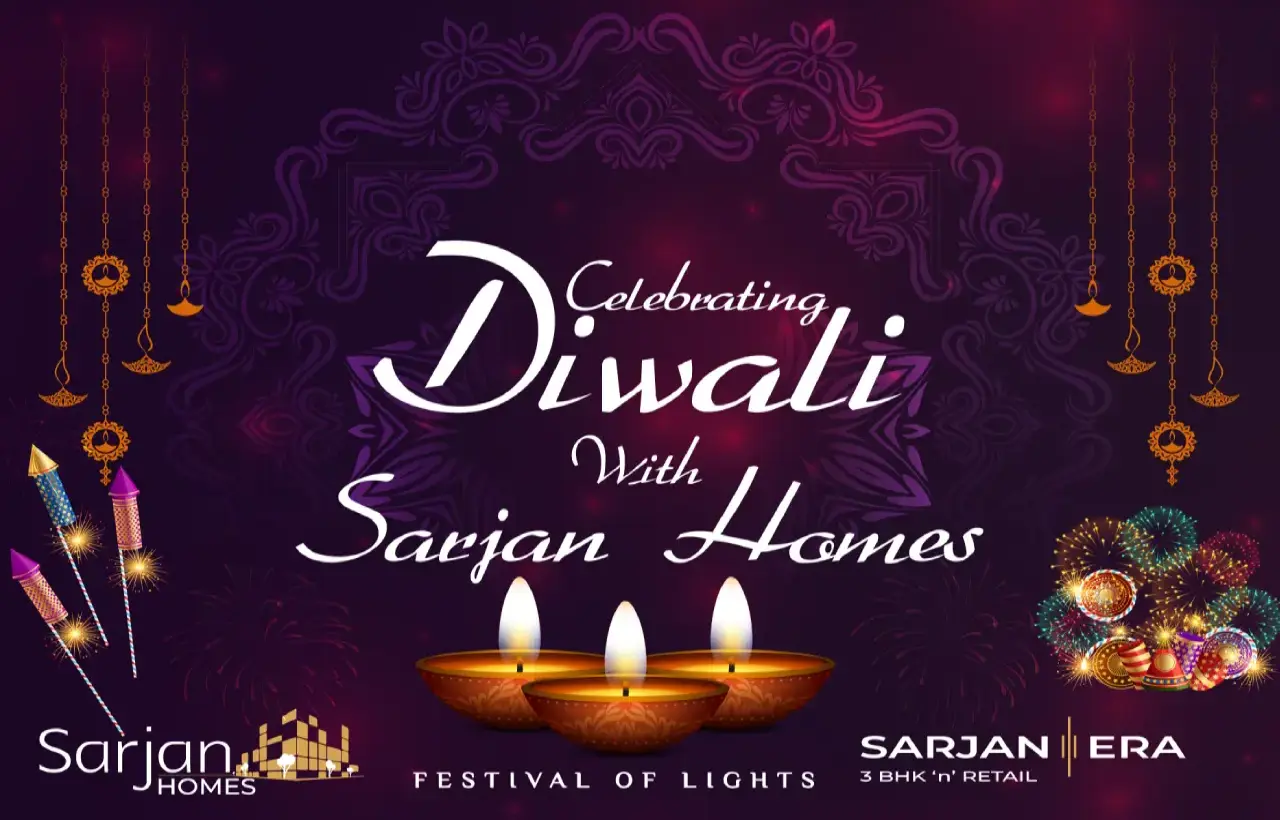 Celebrating
Diwali
With
Sarjan Homes
Sarjan
HOMES
FESTIVAL OF LIGHTS
SARJAN ERA
3 BHK ‘n’ RETAIL